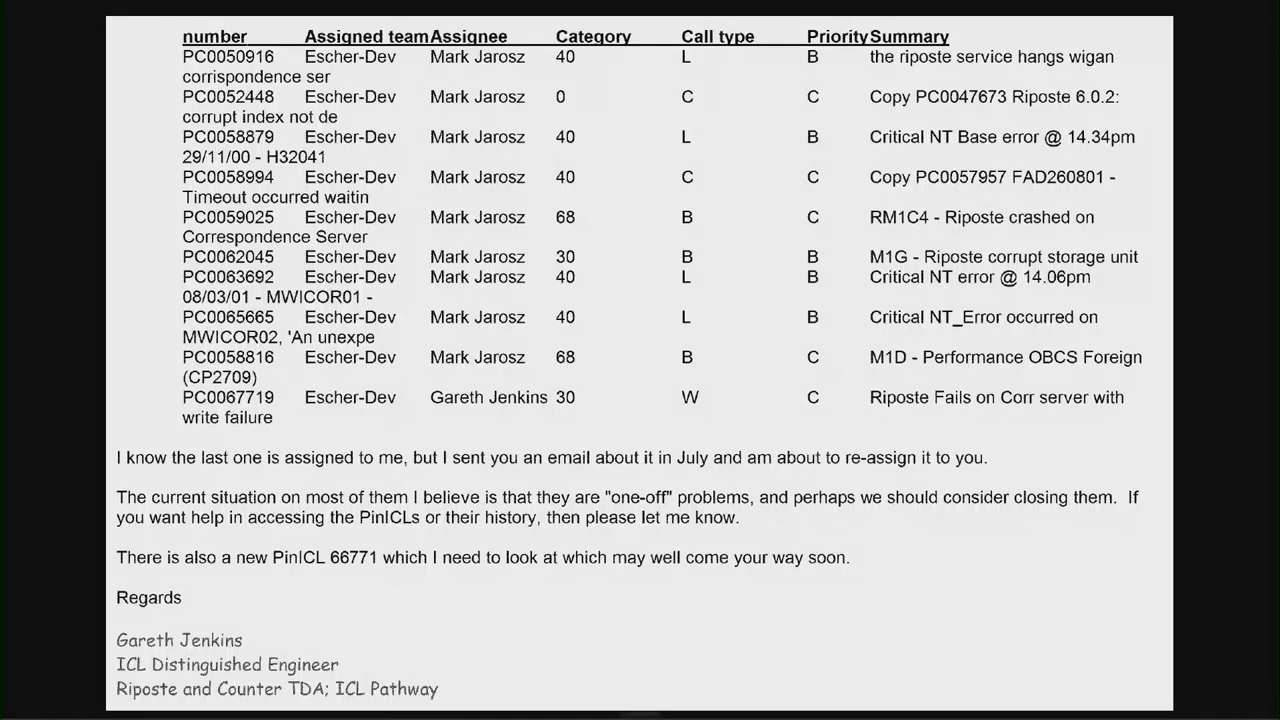 number Assigned teamAssignee Category Call type PrioritySummary
PC0050916 Escher-Dev Mark Jarosz 40 L B the riposte service hangs wigan
corrispondence ser
PC0052448 Escher-Dev Mark Jarosz 0 C C Copy PC0047673 Riposte 6.0.2:
corrupt index not de
PC0058879 Escher-Dev Mark Jarosz 40 L B Critical NT Base error @ 14.34pm
29/11/00 - H32041
PC0058994 Escher-Dev Mark Jarosz 40 C C Copy PC0057957 FAD260801 -
Timeout occurred waitin
PC0059025 Escher-Dev Mark Jarosz 68 B C RM1C4 - Riposte crashed on
Correspondence Server
PC0062045 Escher-Dev Mark Jarosz 30 B B M1G - Riposte corrupt storage unit
PC0063692 Escher-Dev Mark Jarosz 40 L B Critical NT error @ 14.06pm
08/03/01 - MWICOR01 -
PC0065665 Escher-Dev Mark Jarosz 40 L B Critical NT_Error occurred on
MWICOR02, 'An unexpe
PC0058816 Escher-Dev Mark Jarosz 68 B C M1D - Performance OBCS Foreign
(CP2709)
PC0067719 Escher-Dev Gareth Jenkins 30 W C Riposte Fails on Corr server with
write failure
I know the last one is assigned to me, but I sent you an email about it in July and am about to re-assign it to you.
The current situation on most of them I believe is that they are "one-off" problems, and perhaps we should consider closing them. If
you want help in accessing the PinICLs or their history, then please let me know.
There is also a new PinICL 66771 which I need to look at which may well come your way soon.
Regards
Gareth Jenkins
ICL Distinguished Engineer
Riposte and Counter TDA; ICL Pathway